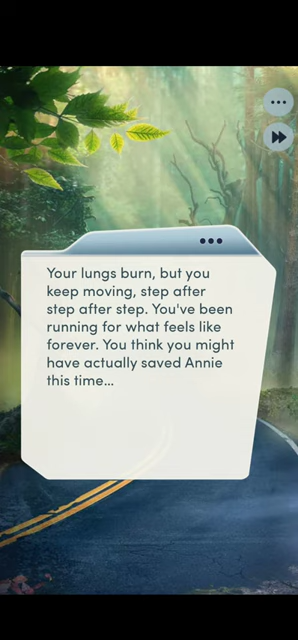 Your lungs burn, but you
keep moving, step after
step after step. You've been
running for what feels like
forever. You think you might
have actually saved Annie
this time...